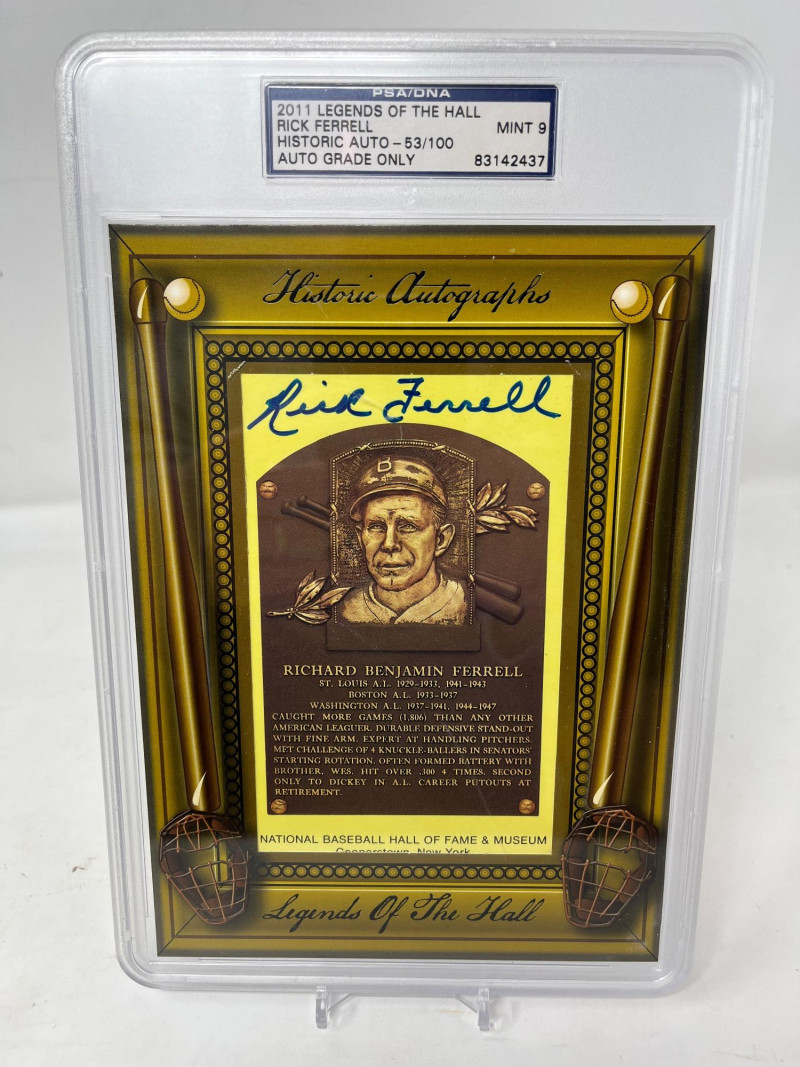 PSA/DNA
2011 LEGENDS OF THE HALL
RICK FERRELL MINT 9
HISTORIC AUTO - 53/100
AUTO GRADE ONLY 83142437
Historic Autographs
Rick Ferrell
B
RICHARD BENJAMIN FERRELL
ST. LOUIS A.L. 1929-1933, 1941-1943
BOSTON A.L. 1933-1937
WASHINGTON A.L. 1937-1941, 1944-1947
CAUGHT MORE GAMES (1,806) THAN ANY OTHER
AMERICAN LEAGUER. DURABLE DEFENSIVE STAND-OUT
WITH FINE ARM. EXPERT AT HANDLING PITCHERS.
MET CHALLENGE OF 4 KNUCKLE-BALLERS IN SENATORS'
STARTING ROTATION. OFTEN FORMED BATTERY WITH
BROTHER, WES. HIT OVER .300 4 TIMES. SECOND
ONLY TO DICKEY IN A.L. CAREER PUTOUTS AT
RETIREMENT.
NATIONAL BASEBALL HALL OF FAME & MUSEUM
Cooperstown, New York
Legends Of The Hall